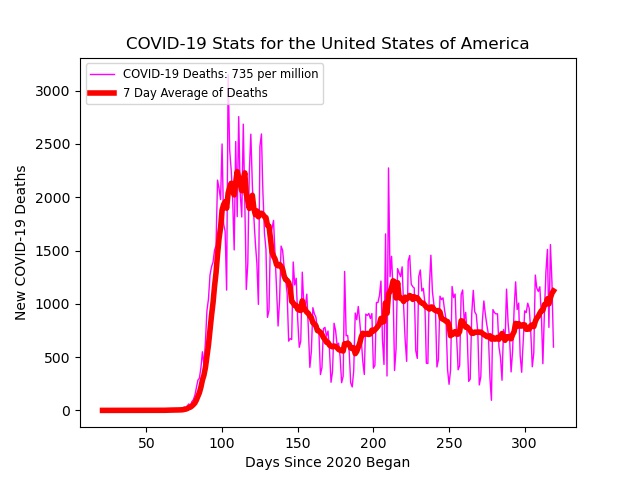 COVID-19 Stats for the United States of America
COVID-19 Deaths: 735 per million
7 Day Average of Deaths
New COVID-19 Deaths
3000
2500
2000
1500
1000
500
0
50 100 150 200 250 300
Days Since 2020 Began